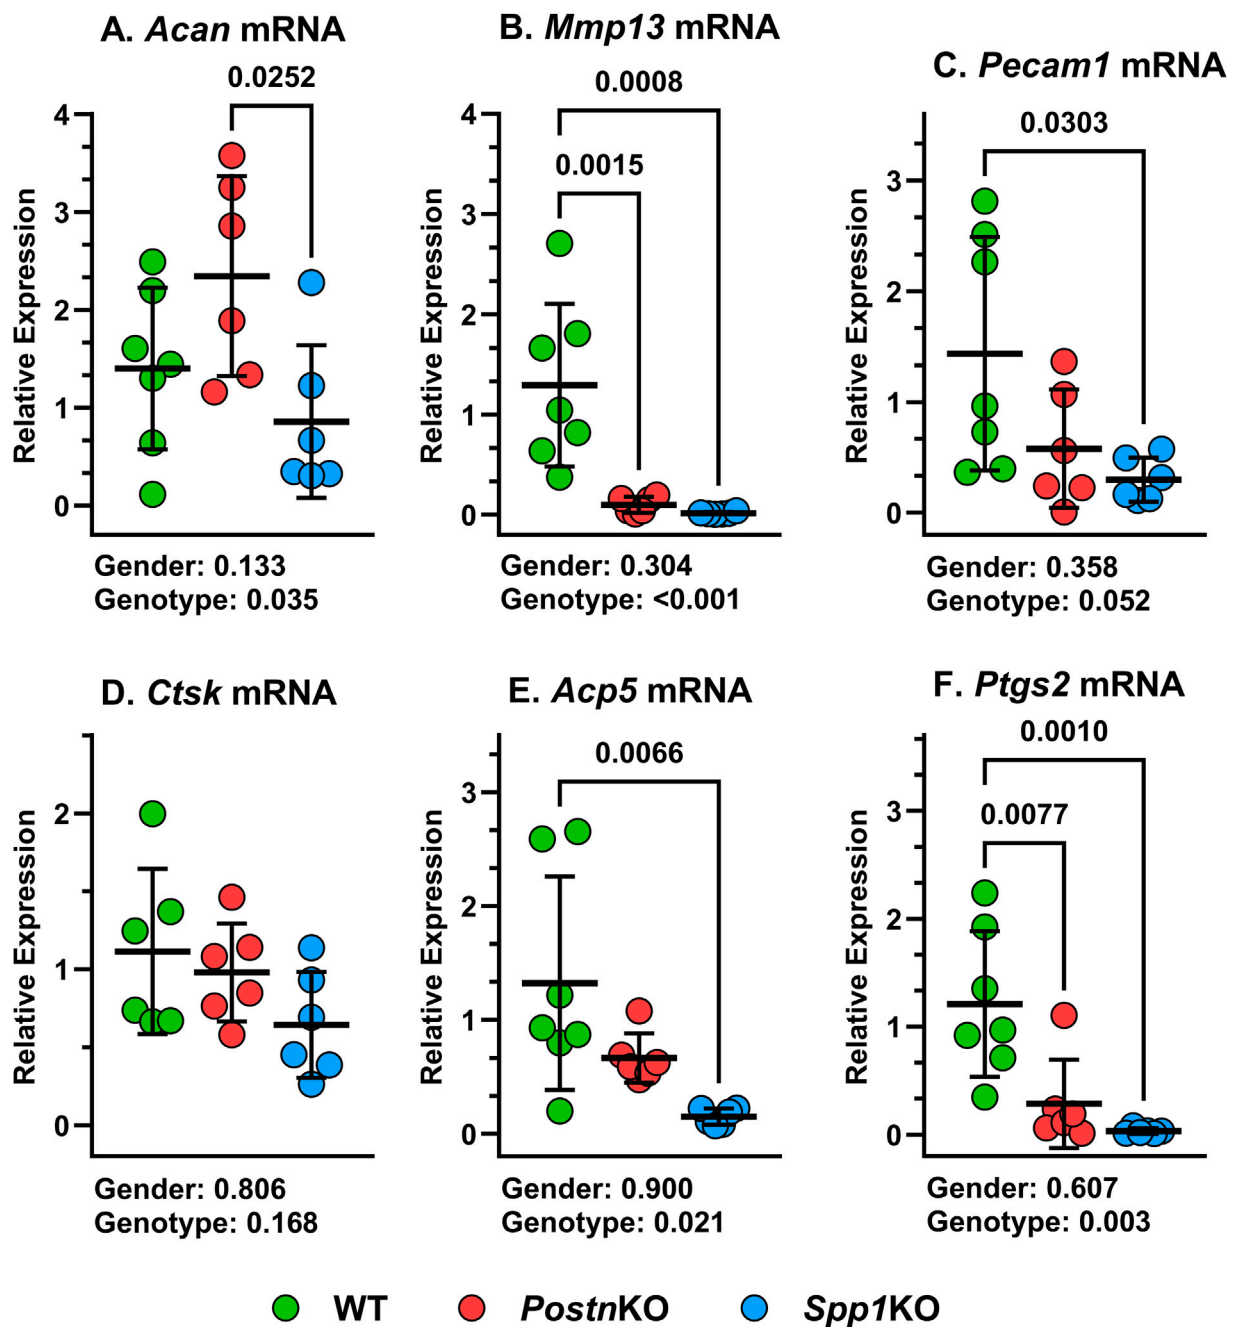 A. Acan mRNA
0.0252
4
3
2
1
0
Relative Expression
Gender: 0.133
Genotype: 0.035
B. Mmp13 mRNA
0.0008
0.0015
4
3
2
1
0
Relative Expression
Gender: 0.304
Genotype: <0.001
C. Pecam1 mRNA
0.0303
3
2
1
0
Relative Expression
Gender: 0.358
Genotype: 0.052
D. Ctsk mRNA
2
1
0
Relative Expression
Gender: 0.806
Genotype: 0.168
E. Acp5 mRNA
0.0066
3
2
1
0
Relative Expression
Gender: 0.900
Genotype: 0.021
F. Ptgs2 mRNA
0.0010
0.0077
3
2
1
0
Relative Expression
Gender: 0.607
Genotype: 0.003
WT PostnKO Spp1KO